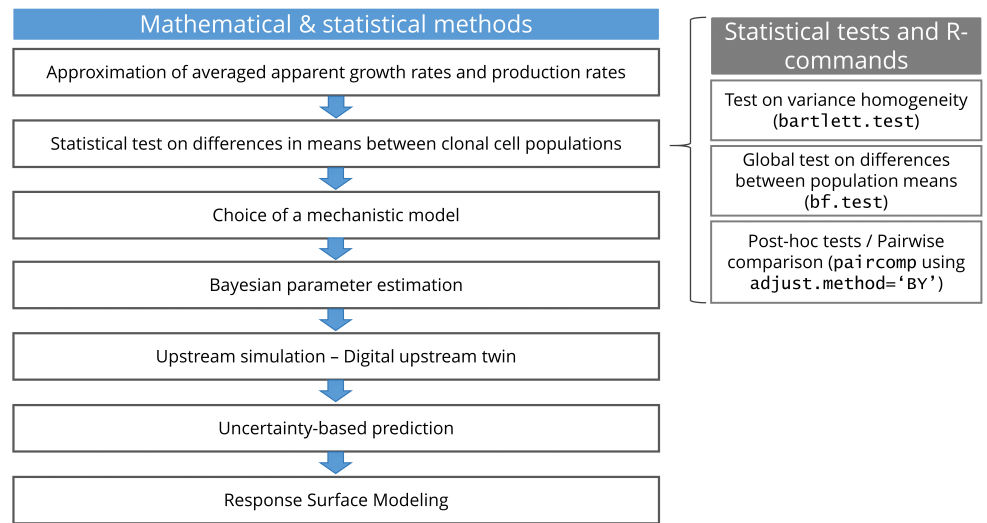 Mathematical & statistical methods
Approximation of averaged apparent growth rates and production rates
Statistical test on differences in means between clonal cell populations
Choice of a mechanistic model
Bayesian parameter estimation
Upstream simulation – Digital upstream twin
Uncertainty-based prediction
Response Surface Modeling
Statistical tests and R-
commands
Test on variance homogeneity
(bartlett.test)
Global test on differences
between population means
(bf.test)
Post-hoc tests / Pairwise
comparison (paircomp using
adjust.method=‘BY’)